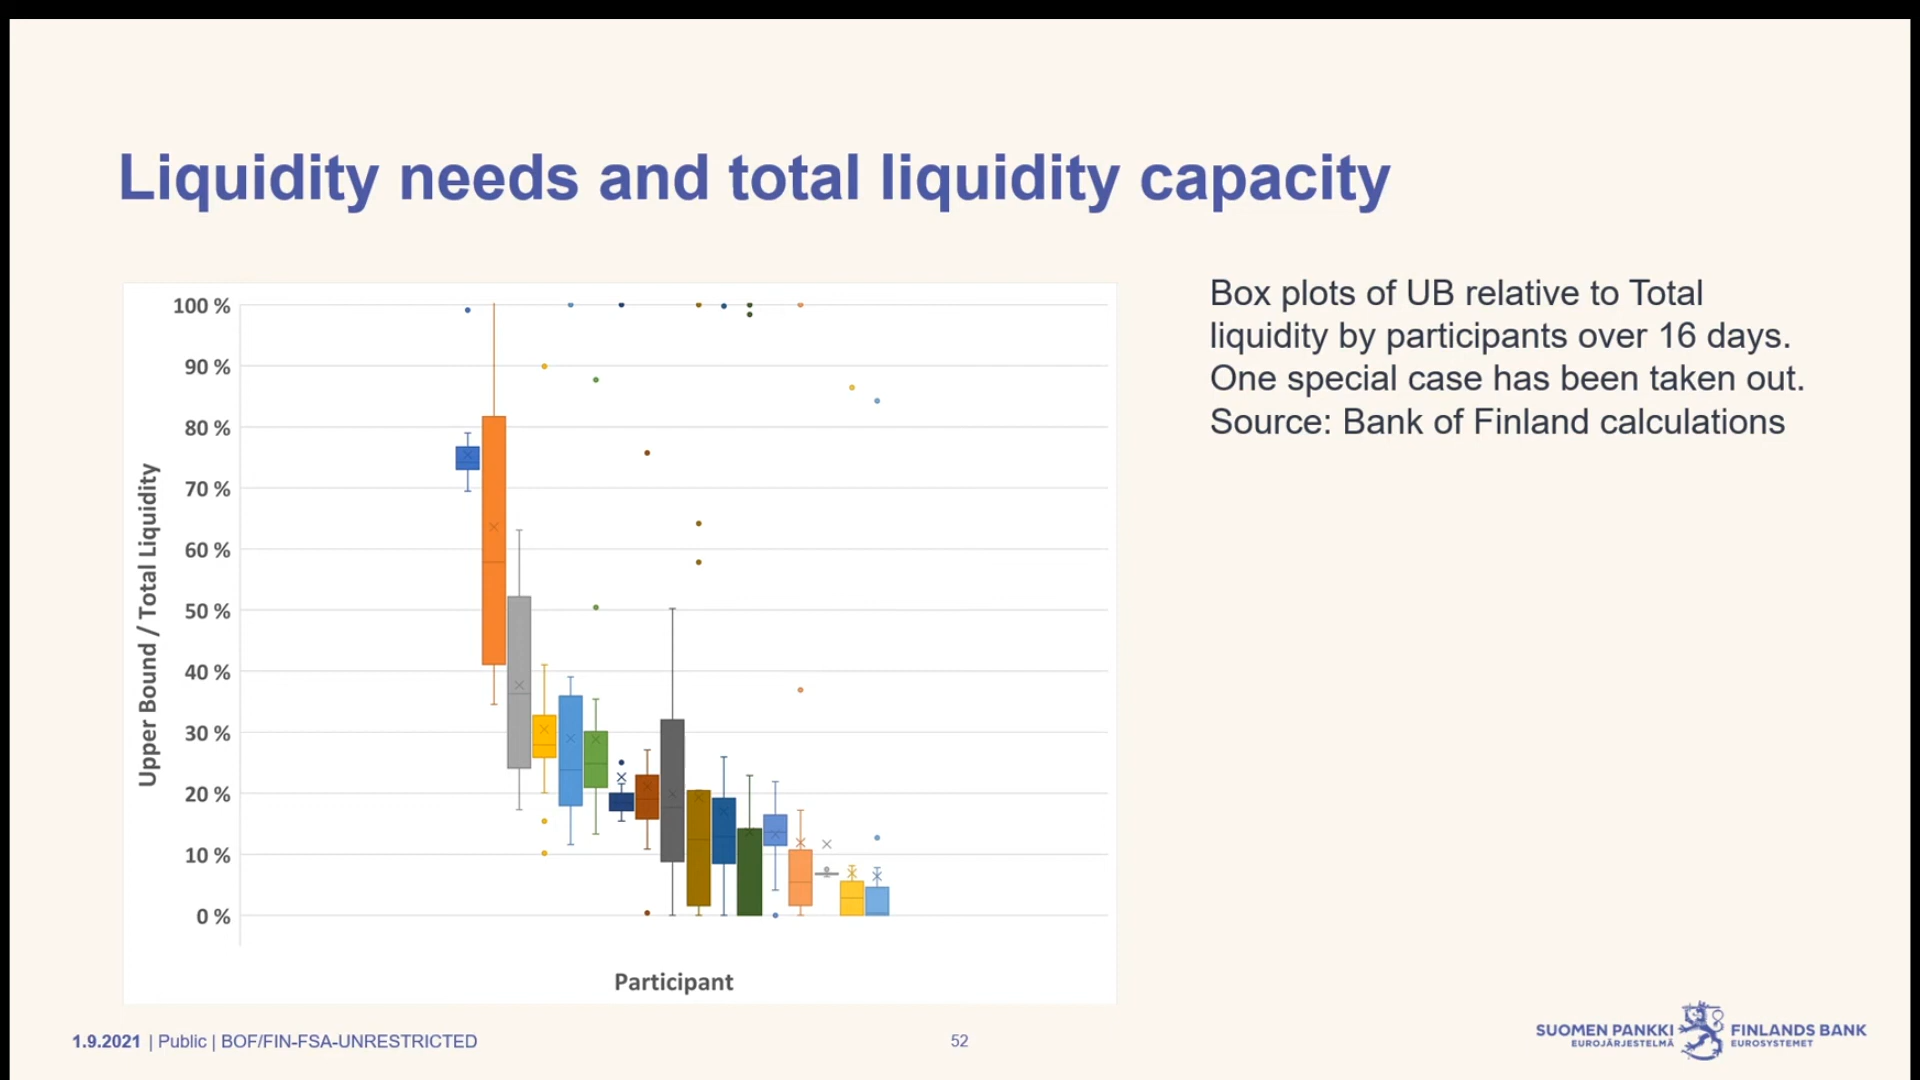 Liquidity needs and total liquidity capacity
Box plots of UB relative to Total
liquidity by participants over 16 days.
One special case has been taken out.
Source: Bank of Finland calculations
Upper Bound / Total Liquidity
100 %
90 %
80 %
70 %
60 %
50 %
40 %
30 %
20 %
10 %
0 %
Participant
1.9.2021 | Public | BOF/FIN-FSA-UNRESTRICTED
52
SUOMEN PANKKI
EUROJÄRJESTELMÄ
FINLANDS BANK
EUROSYSTEMET